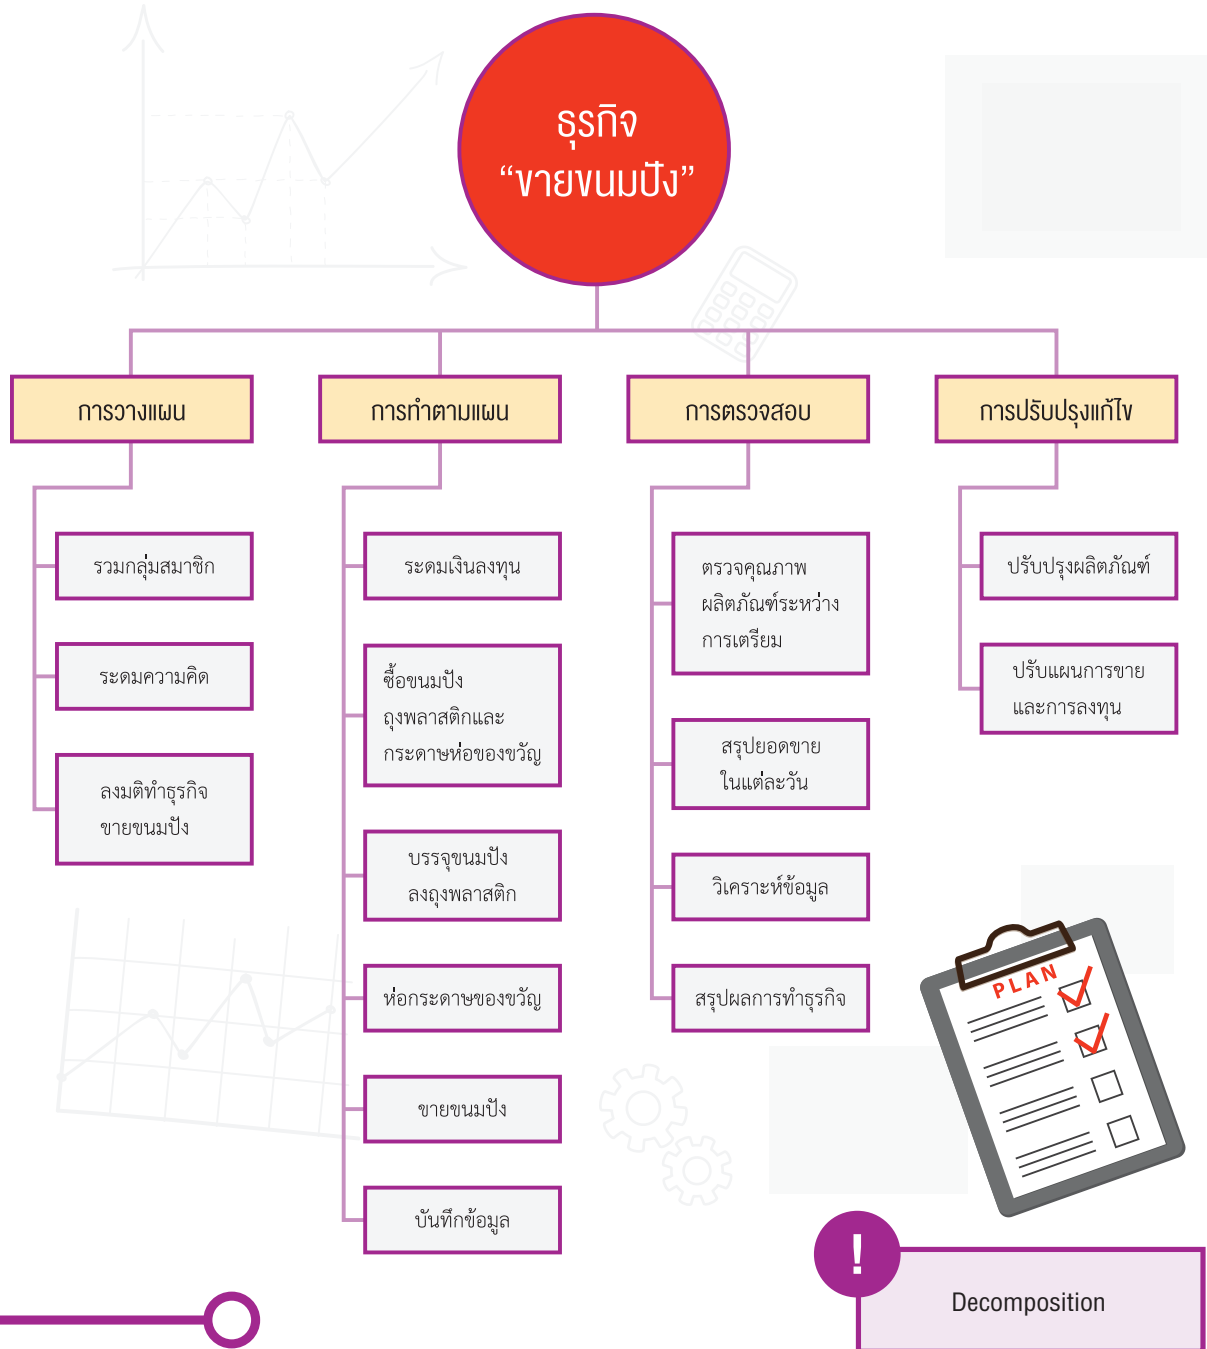 ธุรกิจ
“ขายขนมปัง”
การวางแผน
รวมกลุ่มสมาชิก
ระดมความคิด
ลงมติทำธุรกิจ
ขายขนมปัง
การทำตามแผน
ระดมเงินลงทุน
ซื้อขนมปัง
ถุงพลาสติกและ
กระดาษห่อของขวัญ
บรรจุขนมปัง
ลงถุงพลาสติก
ห่อกระดาษของขวัญ
ขายขนมปัง
บันทึกข้อมูล
การตรวจสอบ
ตรวจคุณภาพ
ผลิตภัณฑ์ระหว่าง
การเตรียม
สรุปยอดขาย
ในแต่ละวัน
วิเคราะห์ข้อมูล
สรุปผลการทำธุรกิจ
การปรับปรุงแก้ไข
ปรับปรุงผลิตภัณฑ์
ปรับแผนการขาย
และการลงทุน
PLAN
!
Decomposition